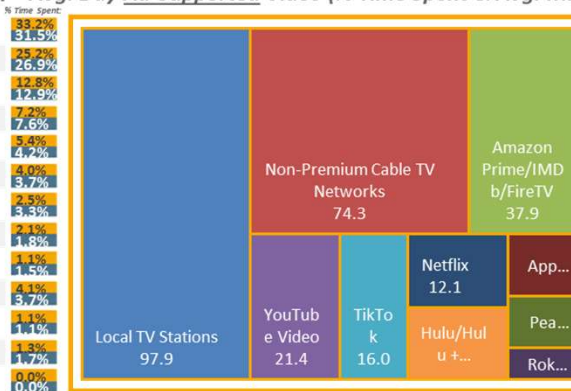 % Time Spent:
33.2%
31.5%
25.2%
26.9%
12.8%
12.9%
7.2%
7.6%
5.4%
4.2%
4.0%
3.7%
2.5%
3.3%
2.1%
1.8%
1.1%
1.5%
4.1%
3.7%
1.1%
1.1%
1.3%
1.7%
0.0%
0.0%
Local TV Stations
97.9
Non-Premium Cable TV
Networks
74.3
Amazon
Prime/IMD
b/FireTV
37.9
YouTub
e Video
21.4
TikTo
k
16.0
Netflix
12.1
Hulu/Hul
u +...
App...
Pea...
Rok...